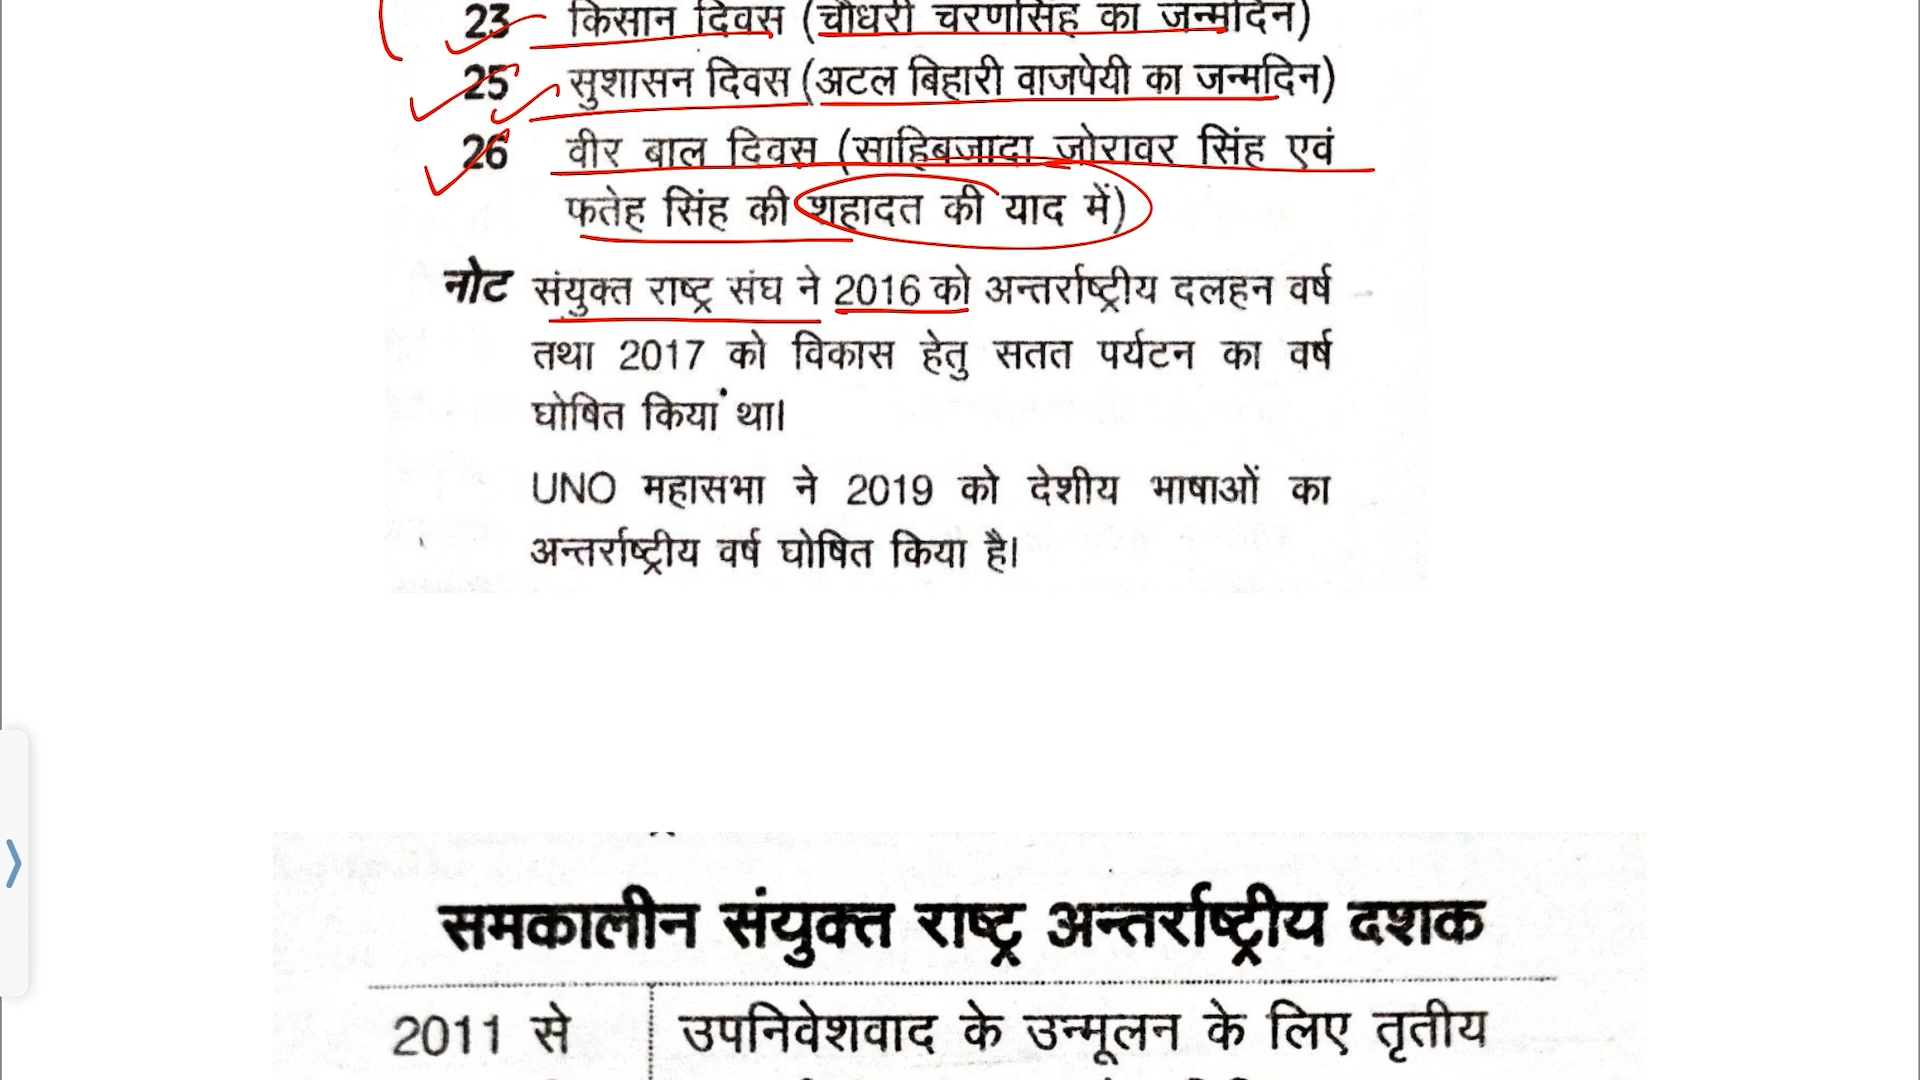 23 किसान दिवस (चौधरी चरणसिंह का जन्मदिन)
25 सुशासन दिवस (अटल बिहारी वाजपेयी का जन्मदिन)
26 वीर बाल दिवस (साहिबजादा जोरावर सिंह एवं
फतेह सिंह की शहादत की याद में)
नोट संयुक्त राष्ट्र संघ ने 2016 को अन्तर्राष्ट्रीय दलहन वर्ष
तथा 2017 को विकास हेतु सतत पर्यटन का वर्ष
घोषित किया था।
UNO महासभा ने 2019 को देशीय भाषाओं का
अन्तर्राष्ट्रीय वर्ष घोषित किया है।
समकालीन संयुक्त राष्ट्र अन्तर्राष्ट्रीय दशक
2011 से उपनिवेशवाद के उन्मूलन के लिए तृतीय